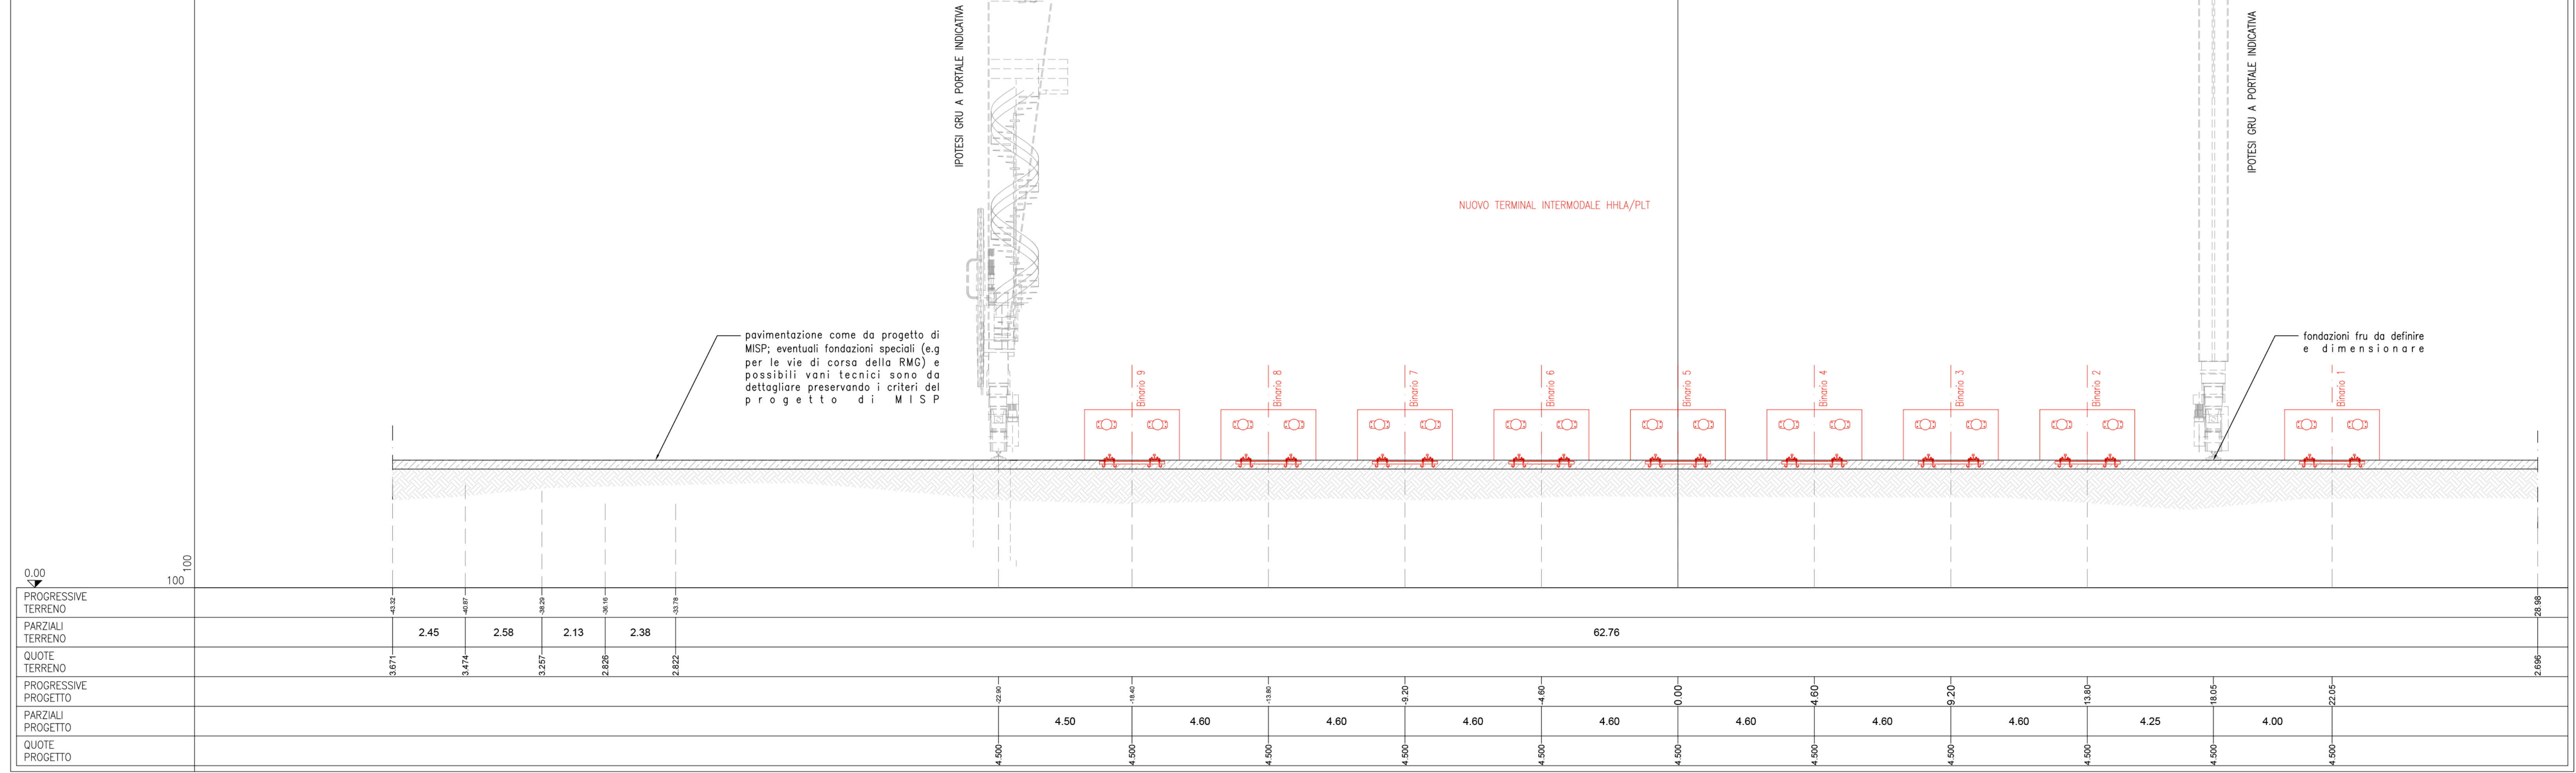 IPOTESI GRU A PORTALE INDICATIVA
IPOTESI GRU A PORTALE INDICATIVA
NUOVO TERMINAL INTERMODALE HHLA/PLT
pavimentazione come da progetto di
MISP; eventuali fondazioni speciali (e.g
per le vie di corsa della RMG) e
possibili vani tecnici sono da
dettagliare preservando i criteri del
progetto di MISP
fondazioni fru da definire
e dimensionare
Binario 9
Binario 8
Binario 7
Binario 6
Binario 5
Binario 4
Binario 3
Binario 2
Binario 1
0.00
100
100
PROGRESSIVE
TERRENO
-43.32
-40.87
-38.29
-36.16
-33.78
28.98
PARZIALI
TERRENO
2.45
2.58
2.13
2.38
62.76
QUOTE
TERRENO
3.671
3.474
3.257
2.826
2.822
2.696
PROGRESSIVE
PROGETTO
-22.90
-18.40
-13.80
-9.20
-4.60
0.00
4.60
9.20
13.80
18.05
22.05
PARZIALI
PROGETTO
4.50
4.60
4.60
4.60
4.60
4.60
4.60
4.60
4.25
4.00
QUOTE
PROGETTO
4.500
4.500
4.500
4.500
4.500
4.500
4.500
4.500
4.500
4.500
4.500